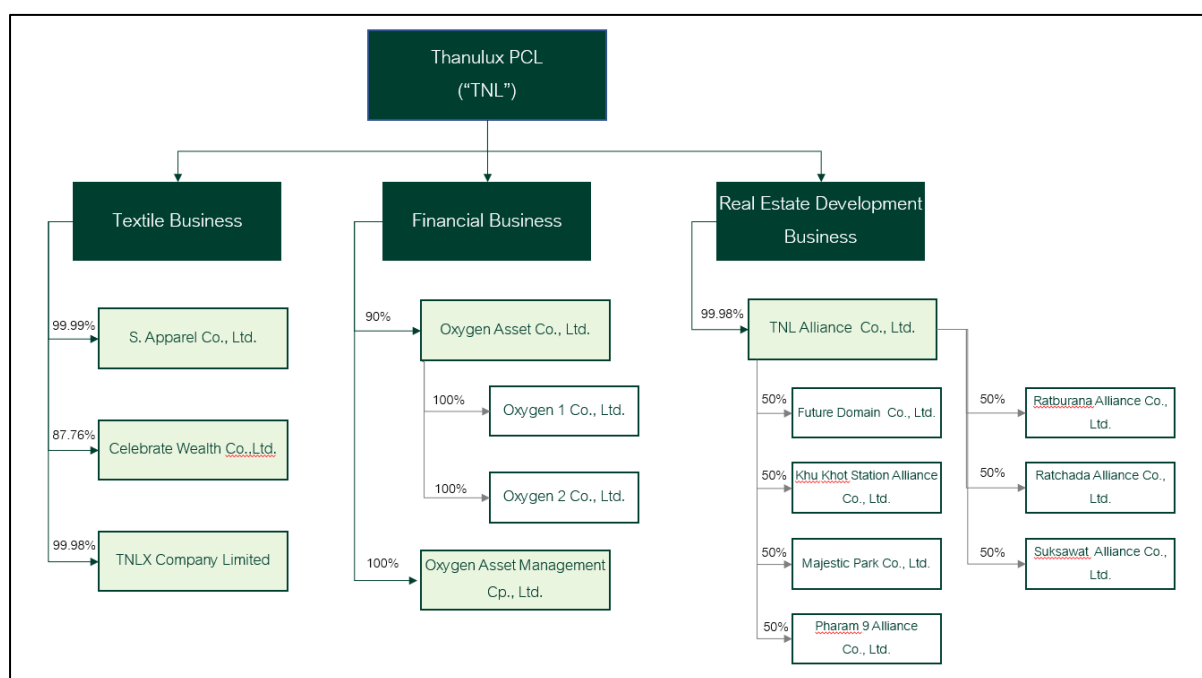 Thanulux PCL
(“TNL”)
Textile Business
Financial Business
Real Estate Development
Business
99.99%
S. Apparel Co., Ltd.
87.76%
Celebrate Wealth Co.,Ltd.
99.98%
TNLX Company Limited
90%
Oxygen Asset Co., Ltd.
100%
Oxygen 1 Co., Ltd.
100%
Oxygen 2 Co., Ltd.
100%
Oxygen Asset Management
Cp., Ltd.
99.98%
TNL Alliance Co., Ltd.
50%
Future Domain Co., Ltd.
50%
Khu Khot Station Alliance
Co., Ltd.
50%
Majestic Park Co., Ltd.
50%
Pharam 9 Alliance
Co., Ltd.
50%
Ratburana Alliance Co.,
Ltd.
50%
Ratchada Alliance Co.,
Ltd.
50%
Suksawat Alliance Co.,
Ltd.